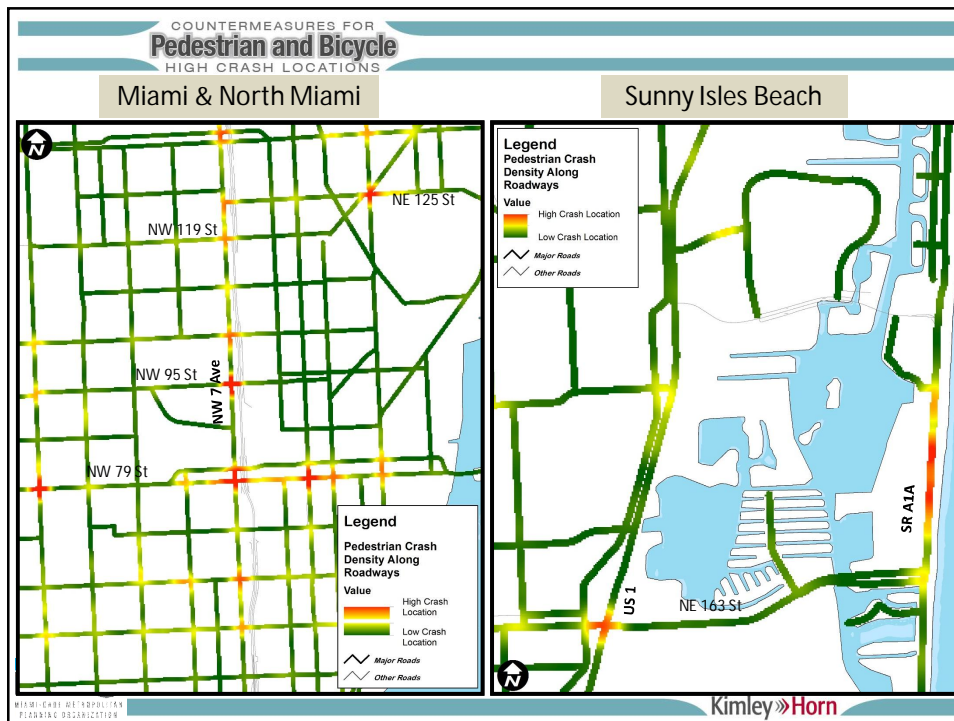 COUNTERMEASURES FOR
Pedestrian and Bicycle
HIGH CRASH LOCATIONS
Miami & North Miami
Sunny Isles Beach
N
NE 125 St
NW 119 St
NW 95 St
NW 7 Ave
NW 79 St
Legend
Pedestrian Crash
Density Along
Roadways
Value
High Crash
Location
Low Crash
Location
Major Roads
Other Roads
Legend
Pedestrian Crash
Density Along
Roadways
Value
High Crash Location
Low Crash Location
Major Roads
Other Roads
SR A1A
US 1
NE 163 St
N
MIAMI-DADE METROPOLITAN
PLANNING ORGANIZATION
Kimley»Horn